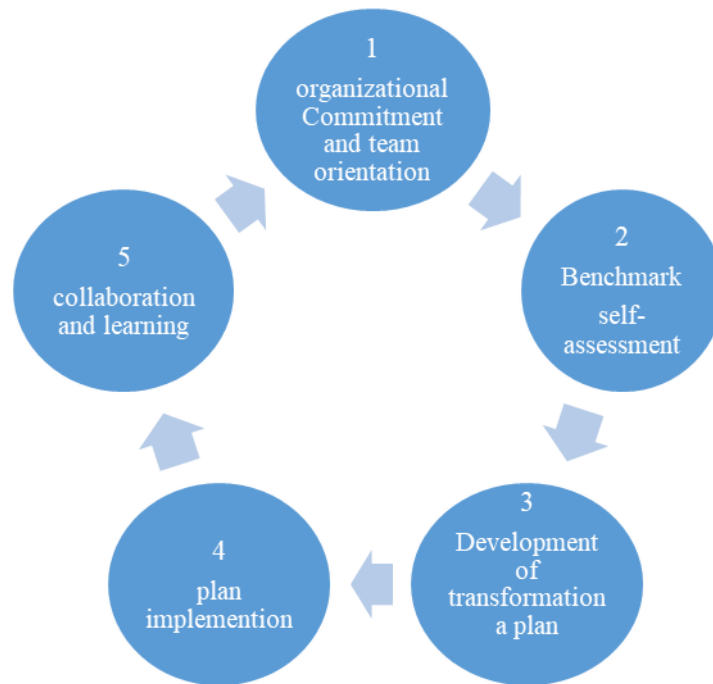 1
organizational
Commitment
and team
orientation
2
Benchmark
self-
assessment
3
Development
of
transformation
a plan
4
plan
implemention
5
collaboration
and learning